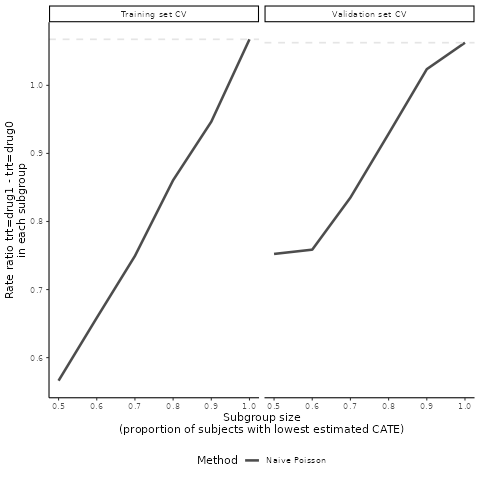 Training set CV
Validation set CV
Rate ratio trt=drug1 - trt=drug0
in each subgroup
1.0
0.9
0.8
0.7
0.6
0.5 0.6 0.7 0.8 0.9 1.0
0.5 0.6 0.7 0.8 0.9 1.0
Subgroup size
(proportion of subjects with lowest estimated CATE)
Method
Naive Poisson